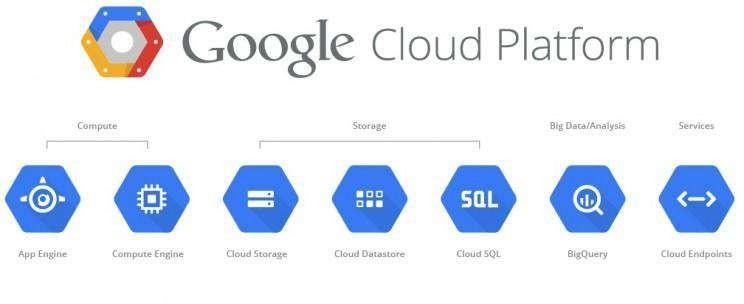 Google Cloud Platform
Compute
Storage
Big Data/Analysis
Services
SQL
App Engine
Compute Engine
Cloud Storage
Cloud Datastore
Cloud SQL
BigQuery
Cloud Endpoints